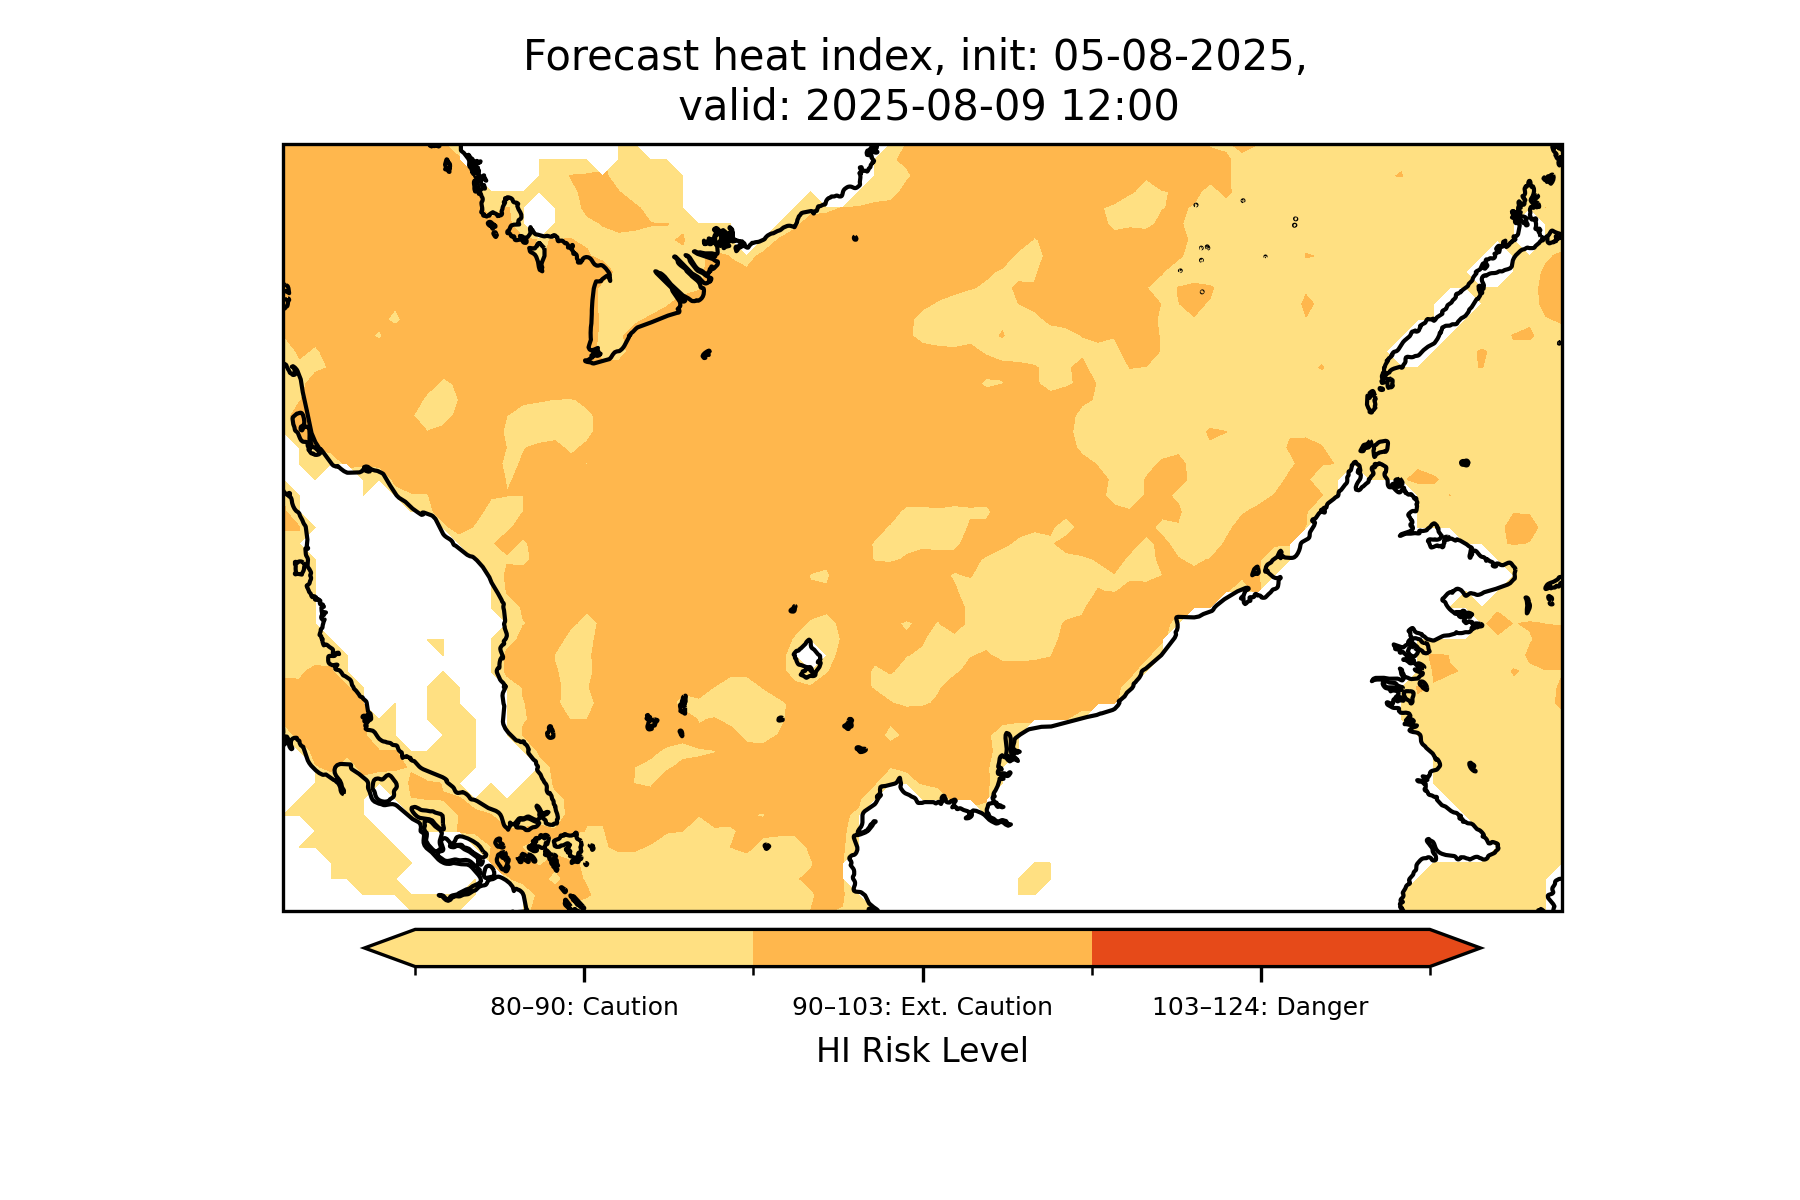 Forecast heat index, init: 05-08-2025,
valid: 2025-08-09 12:00
80–90: Caution
90–103: Ext. Caution
103–124: Danger
HI Risk Level